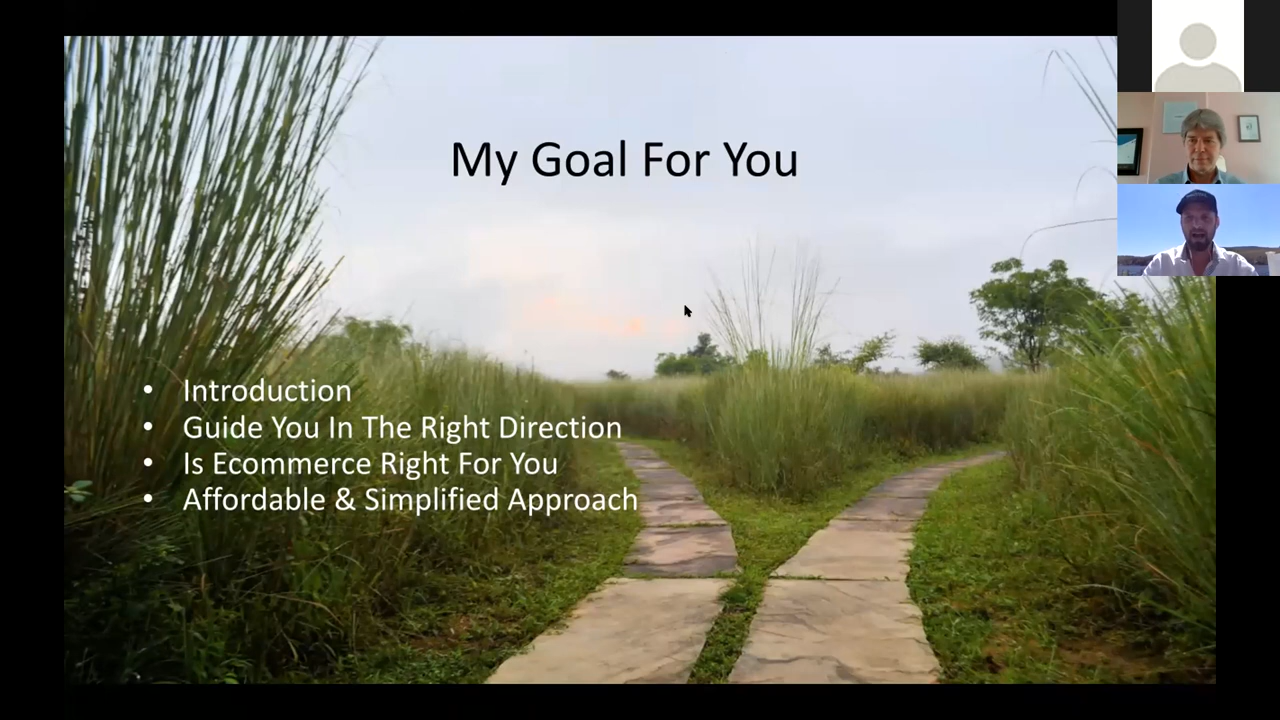 My Goal For You
• Introduction
• Guide You In The Right Direction
• Is Ecommerce Right For You
• Affordable & Simplified Approach